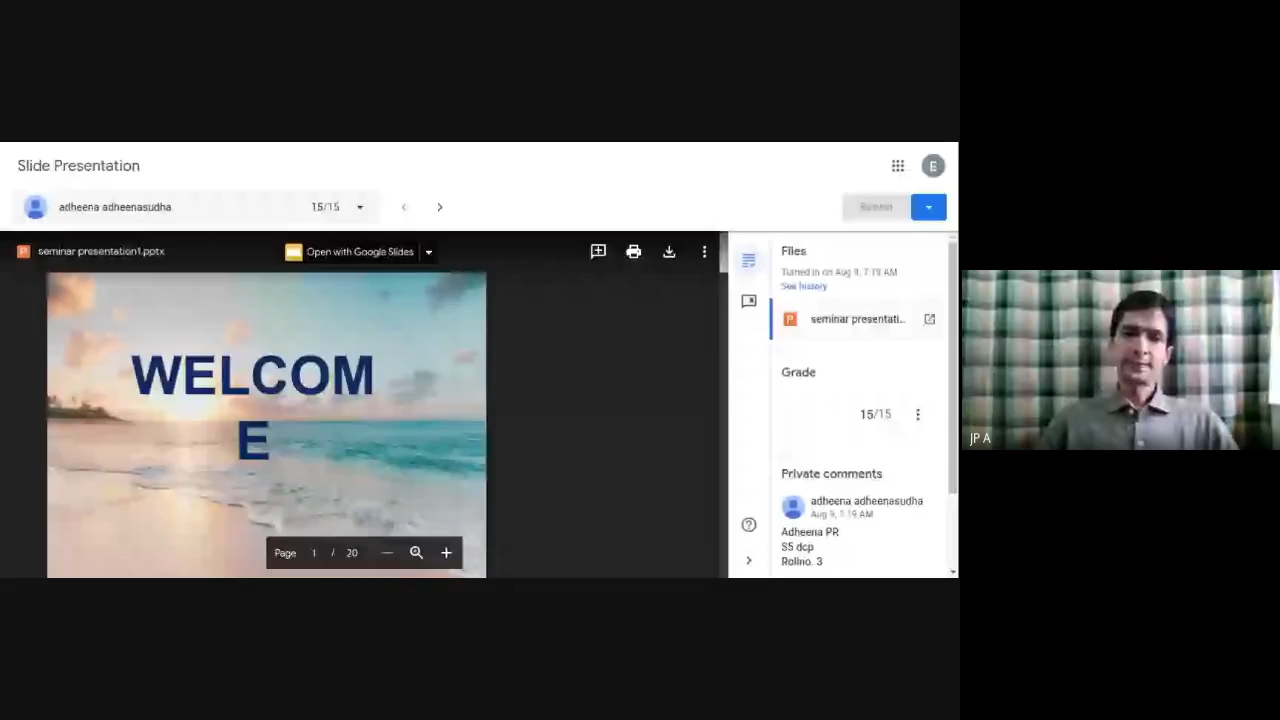 Slide Presentation
E
adheena adheenasudha 15/15
Return
P seminar presentation1.pptx
Open with Google Slides
WELCOM
E
Page 1 / 20
Files
Turned in on Aug 9, 7:19 AM
See history
P seminar presentati...
Grade
15/15
Private comments
adheena adheenasudha
Aug 9, 7:19 AM
Adheena PR
S5 dcp
Rollno. 3
JP A